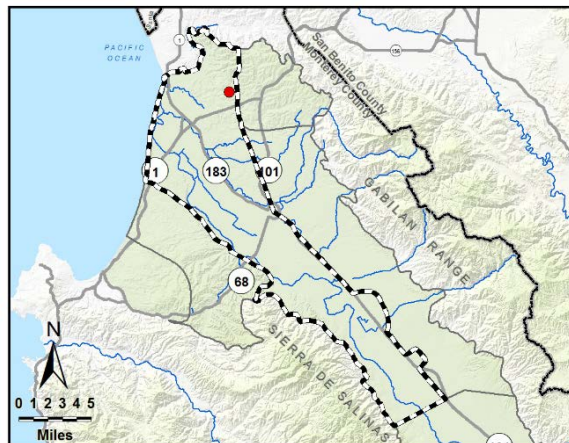 1
156
PACIFIC
OCEAN
San Benito County
Monterey County
1
183
101
GABILAN RANGE
68
N
SIERRA DE SALINAS
0 1 2 3 4 5
Miles